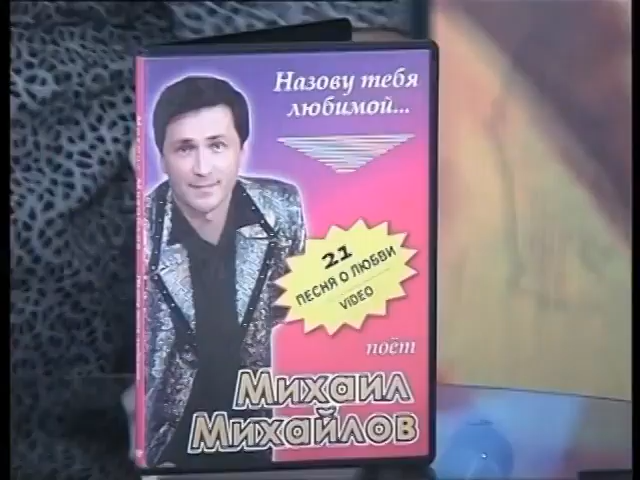 Назову тебя
любимой...
21
ПЕСНЯ О ЛЮБВИ
VIDEO
поёт
Михаил
Михайлов